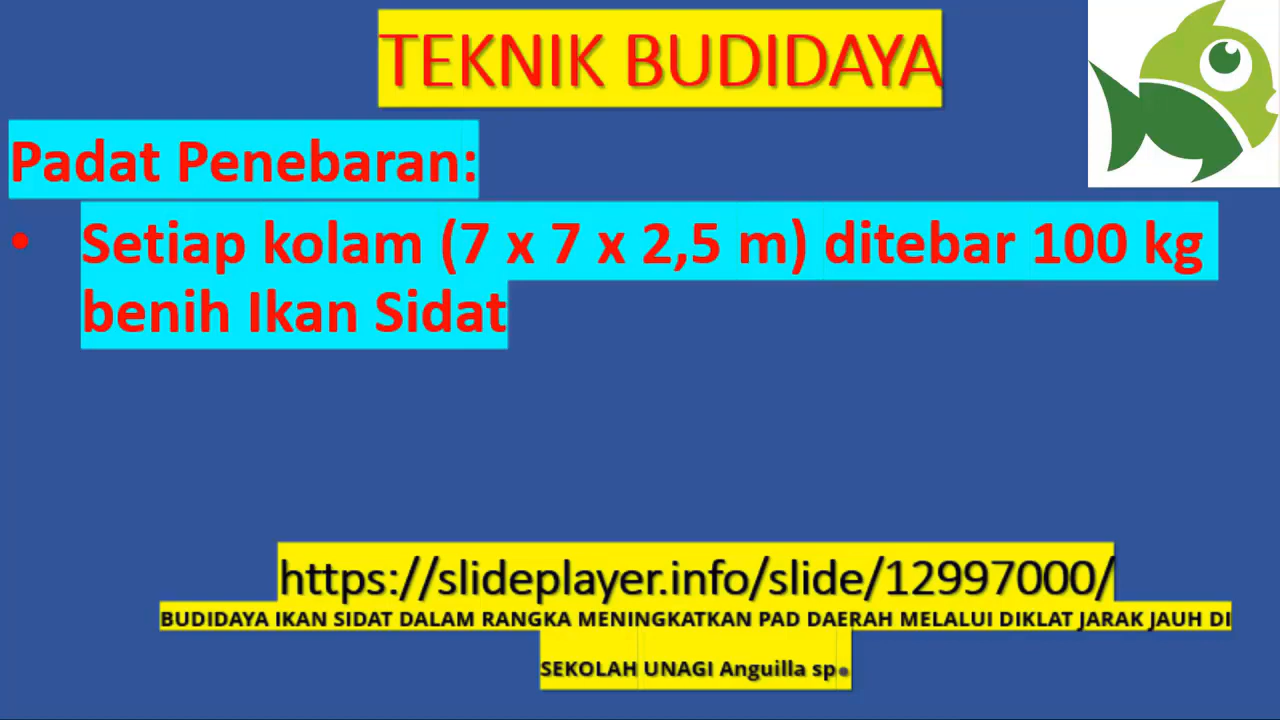 TEKNIK BUDIDAYA
Padat Penebaran:
• Setiap kolam (7 x 7 x 2,5 m) ditebar 100 kg
benih Ikan Sidat
https://slideplayer.info/slide/12997000/
BUDIDAYA IKAN SIDAT DALAM RANGKA MENINGKATKAN PAD DAERAH MELALUI DIKLAT JARAK JAUH DI
SEKOLAH UNAGI Anguilla sp.